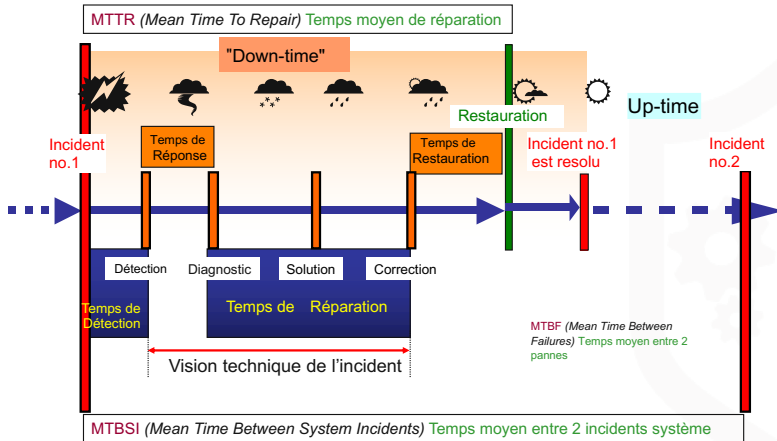 MTTR (Mean Time To Repair) Temps moyen de réparation
"Down-time"
Up-time
Restauration
Incident
no.1
Temps de
Réponse
Temps de
Restauration
Incident no.1
est resolu
Incident
no.2
Détection
Diagnostic
Solution
Correction
Temps de
Détection
Temps de Réparation
Vision technique de l'incident
MTBF (Mean Time Between
Failures) Temps moyen entre 2
pannes
MTBSI (Mean Time Between System Incidents) Temps moyen entre 2 incidents système